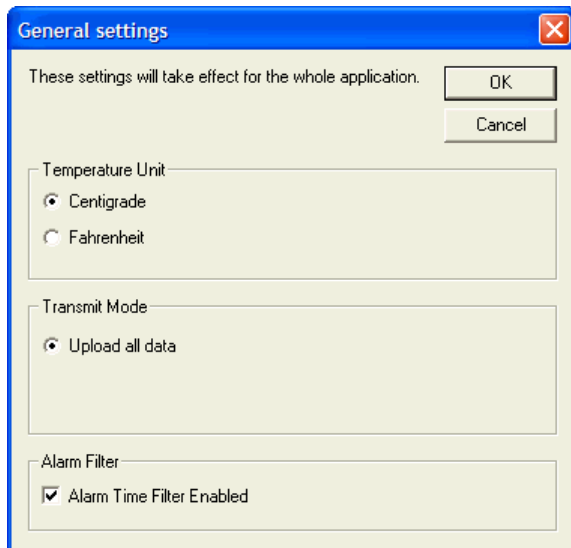 General settings
These settings will take effect for the whole application.
OK
Cancel
Temperature Unit
Centigrade
Fahrenheit
Transmit Mode
Upload all data
Alarm Filter
Alarm Time Filter Enabled